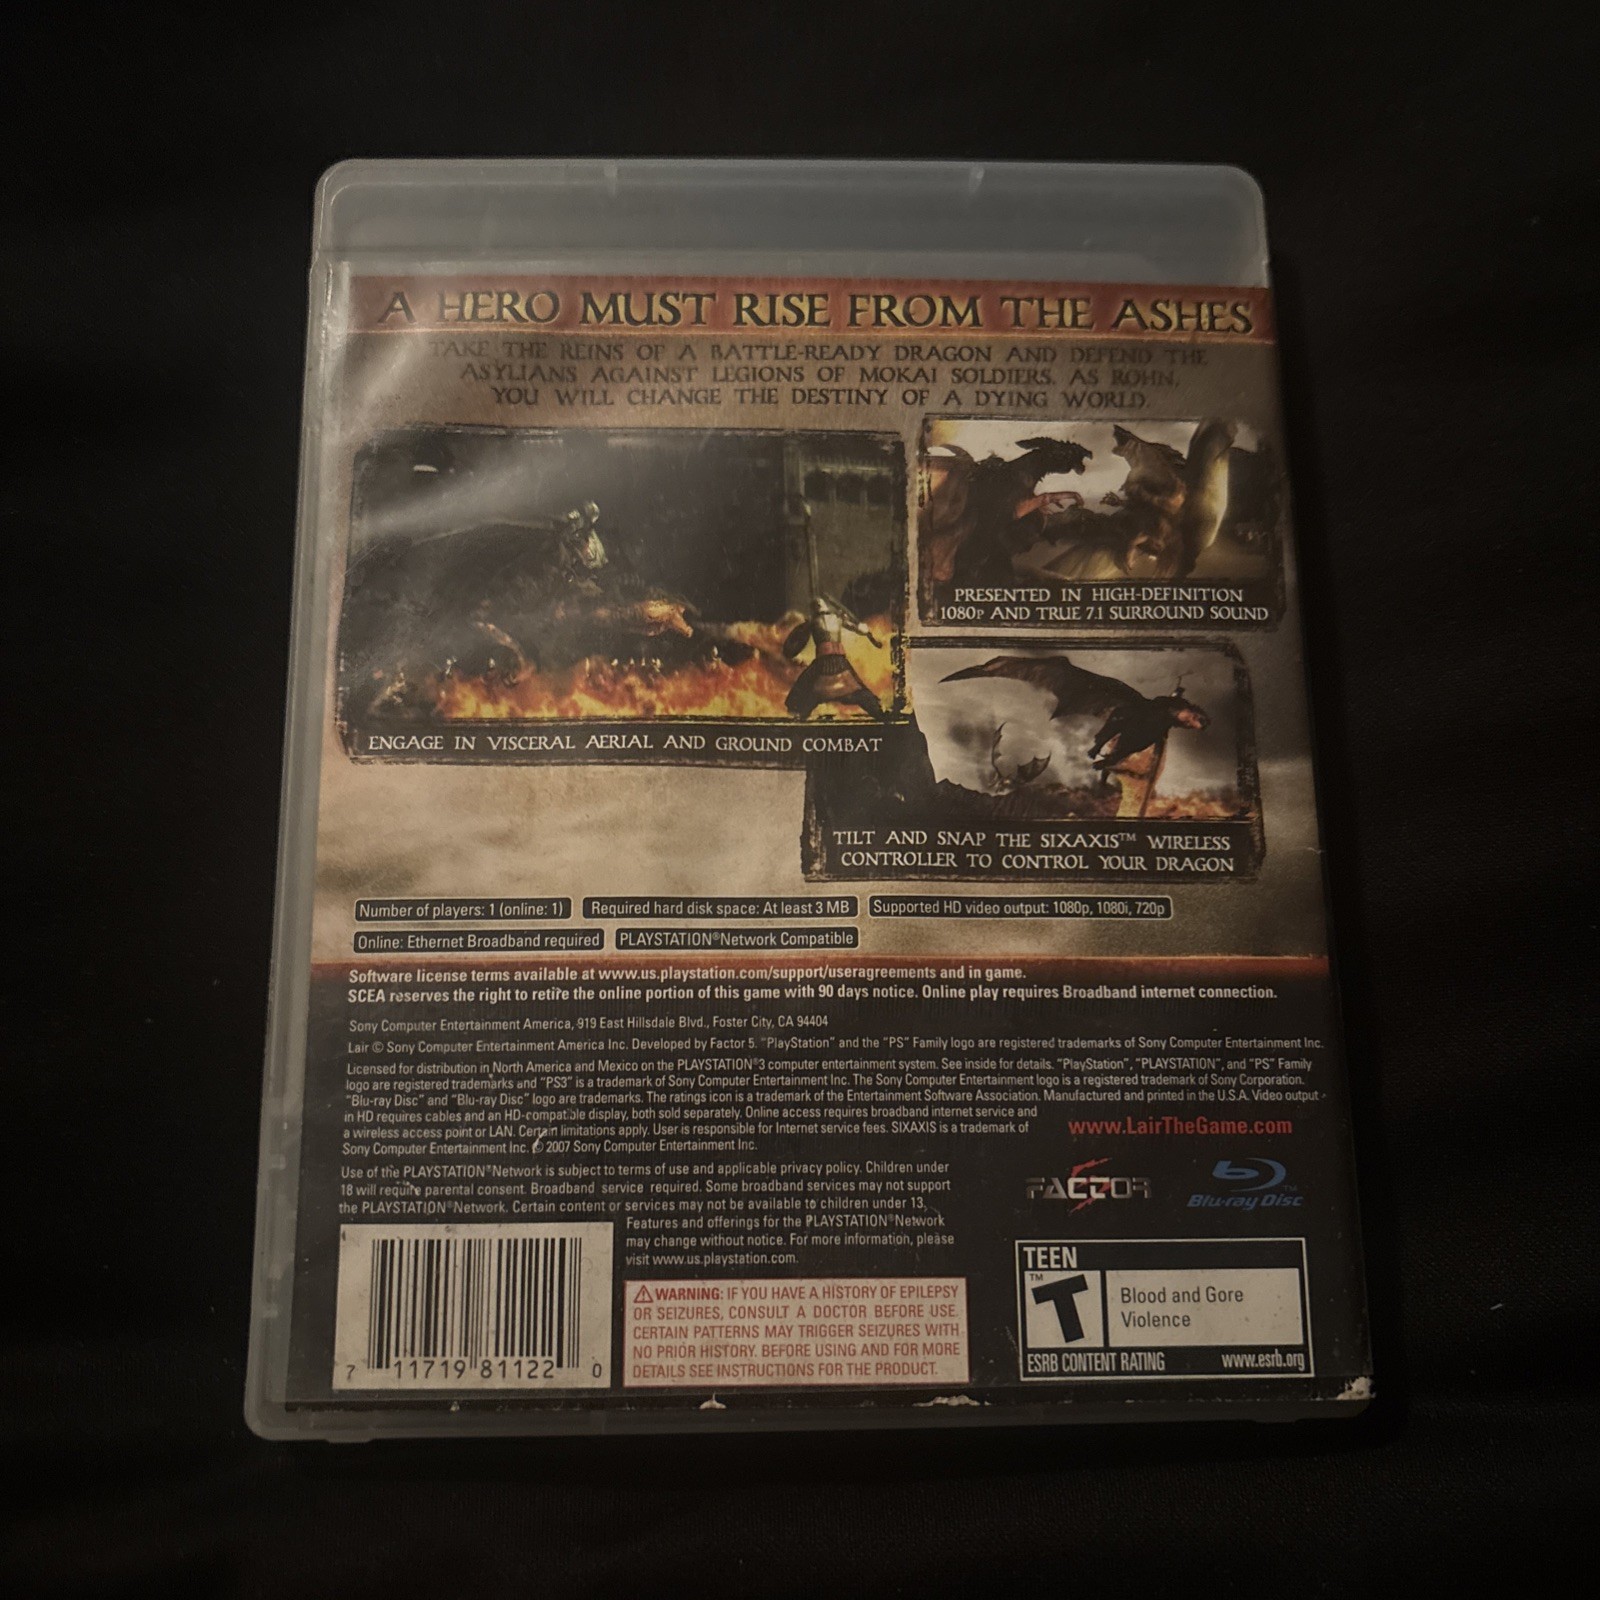 A HERO MUST RISE FROM THE ASHES
TAKE THE REINS OF A BATTLE-READY DRAGON AND DEFEND THE
ASYLIANS AGAINST LEGIONS OF MOKAI SOLDIERS. AS ROHN,
YOU WILL CHANGE THE DESTINY OF A DYING WORLD.
PRESENTED IN HIGH-DEFINITION
1080P AND TRUE 7.1 SURROUND SOUND
ENGAGE IN VISCERAL AERIAL AND GROUND COMBAT
TILT AND SNAP THE SIXAXIS™ WIRELESS
CONTROLLER TO CONTROL YOUR DRAGON
Number of players: 1 (online: 1)
Required hard disk space: At least 3 MB
Supported HD video output: 1080p, 1080i, 720p
Online: Ethernet Broadband required
PLAYSTATION®Network Compatible
Software license terms available at www.us.playstation.com/support/useragreements and in game.
SCEA reserves the right to retire the online portion of this game with 90 days notice. Online play requires Broadband internet connection.
Sony Computer Entertainment America, 919 East Hillsdale Blvd., Foster City, CA 94404
Lair © Sony Computer Entertainment America Inc. Developed by Factor 5. "PlayStation" and the "PS" Family logo are registered trademarks of Sony Computer Entertainment Inc.
Licensed for distribution in North America and Mexico on the PLAYSTATION®3 computer entertainment system. See inside for details. "PlayStation", "PLAYSTATION", and "PS" Family
logo are registered trademarks and "PS3" is a trademark of Sony Computer Entertainment Inc. The Sony Computer Entertainment logo is a registered trademark of Sony Corporation.
"Blu-ray Disc" and "Blu-ray Disc" logo are trademarks. The ratings icon is a trademark of the Entertainment Software Association. Manufactured and printed in the U.S.A. Video output
in HD requires cables and an HD-compatible display, both sold separately. Online access requires broadband internet service and
a wireless access point or LAN. Certain limitations apply. User is responsible for Internet service fees. SIXAXIS is a trademark of
Sony Computer Entertainment Inc. © 2007 Sony Computer Entertainment Inc.
www.LairTheGame.com
Use of the PLAYSTATION®Network is subject to terms of use and applicable privacy policy. Children under
18 will require parental consent. Broadband service required. Some broadband services may not support
the PLAYSTATION®Network. Certain content or services may not be available to children under 13.
Features and offerings for the PLAYSTATION®Network
may change without notice. For more information, please
visit www.us.playstation.com.
FACTOR 5
Blu-ray Disc™
⚠WARNING: IF YOU HAVE A HISTORY OF EPILEPSY
OR SEIZURES, CONSULT A DOCTOR BEFORE USE.
CERTAIN PATTERNS MAY TRIGGER SEIZURES WITH
NO PRIOR HISTORY. BEFORE USING AND FOR MORE
DETAILS SEE INSTRUCTIONS FOR THE PRODUCT.
7 11719 81122 0
TEEN
T™
Blood and Gore
Violence
ESRB CONTENT RATING
www.esrb.org